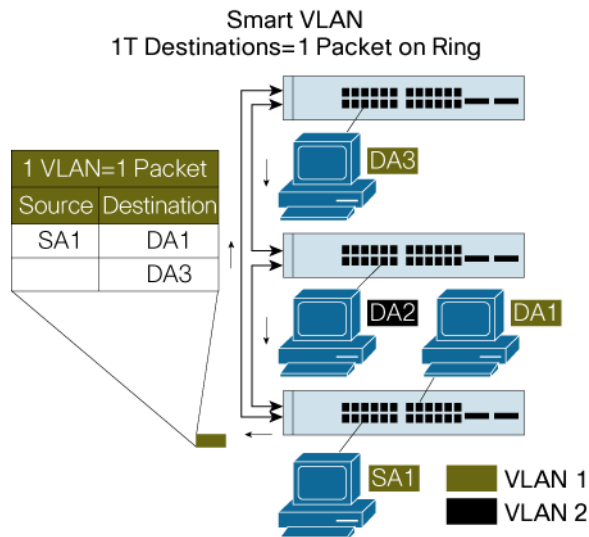 Smart VLAN
1T Destinations=1 Packet on Ring
DA3
1 VLAN=1 Packet
Source Destination
SA1 DA1
DA3
DA2
DA1
SA1
VLAN 1
VLAN 2